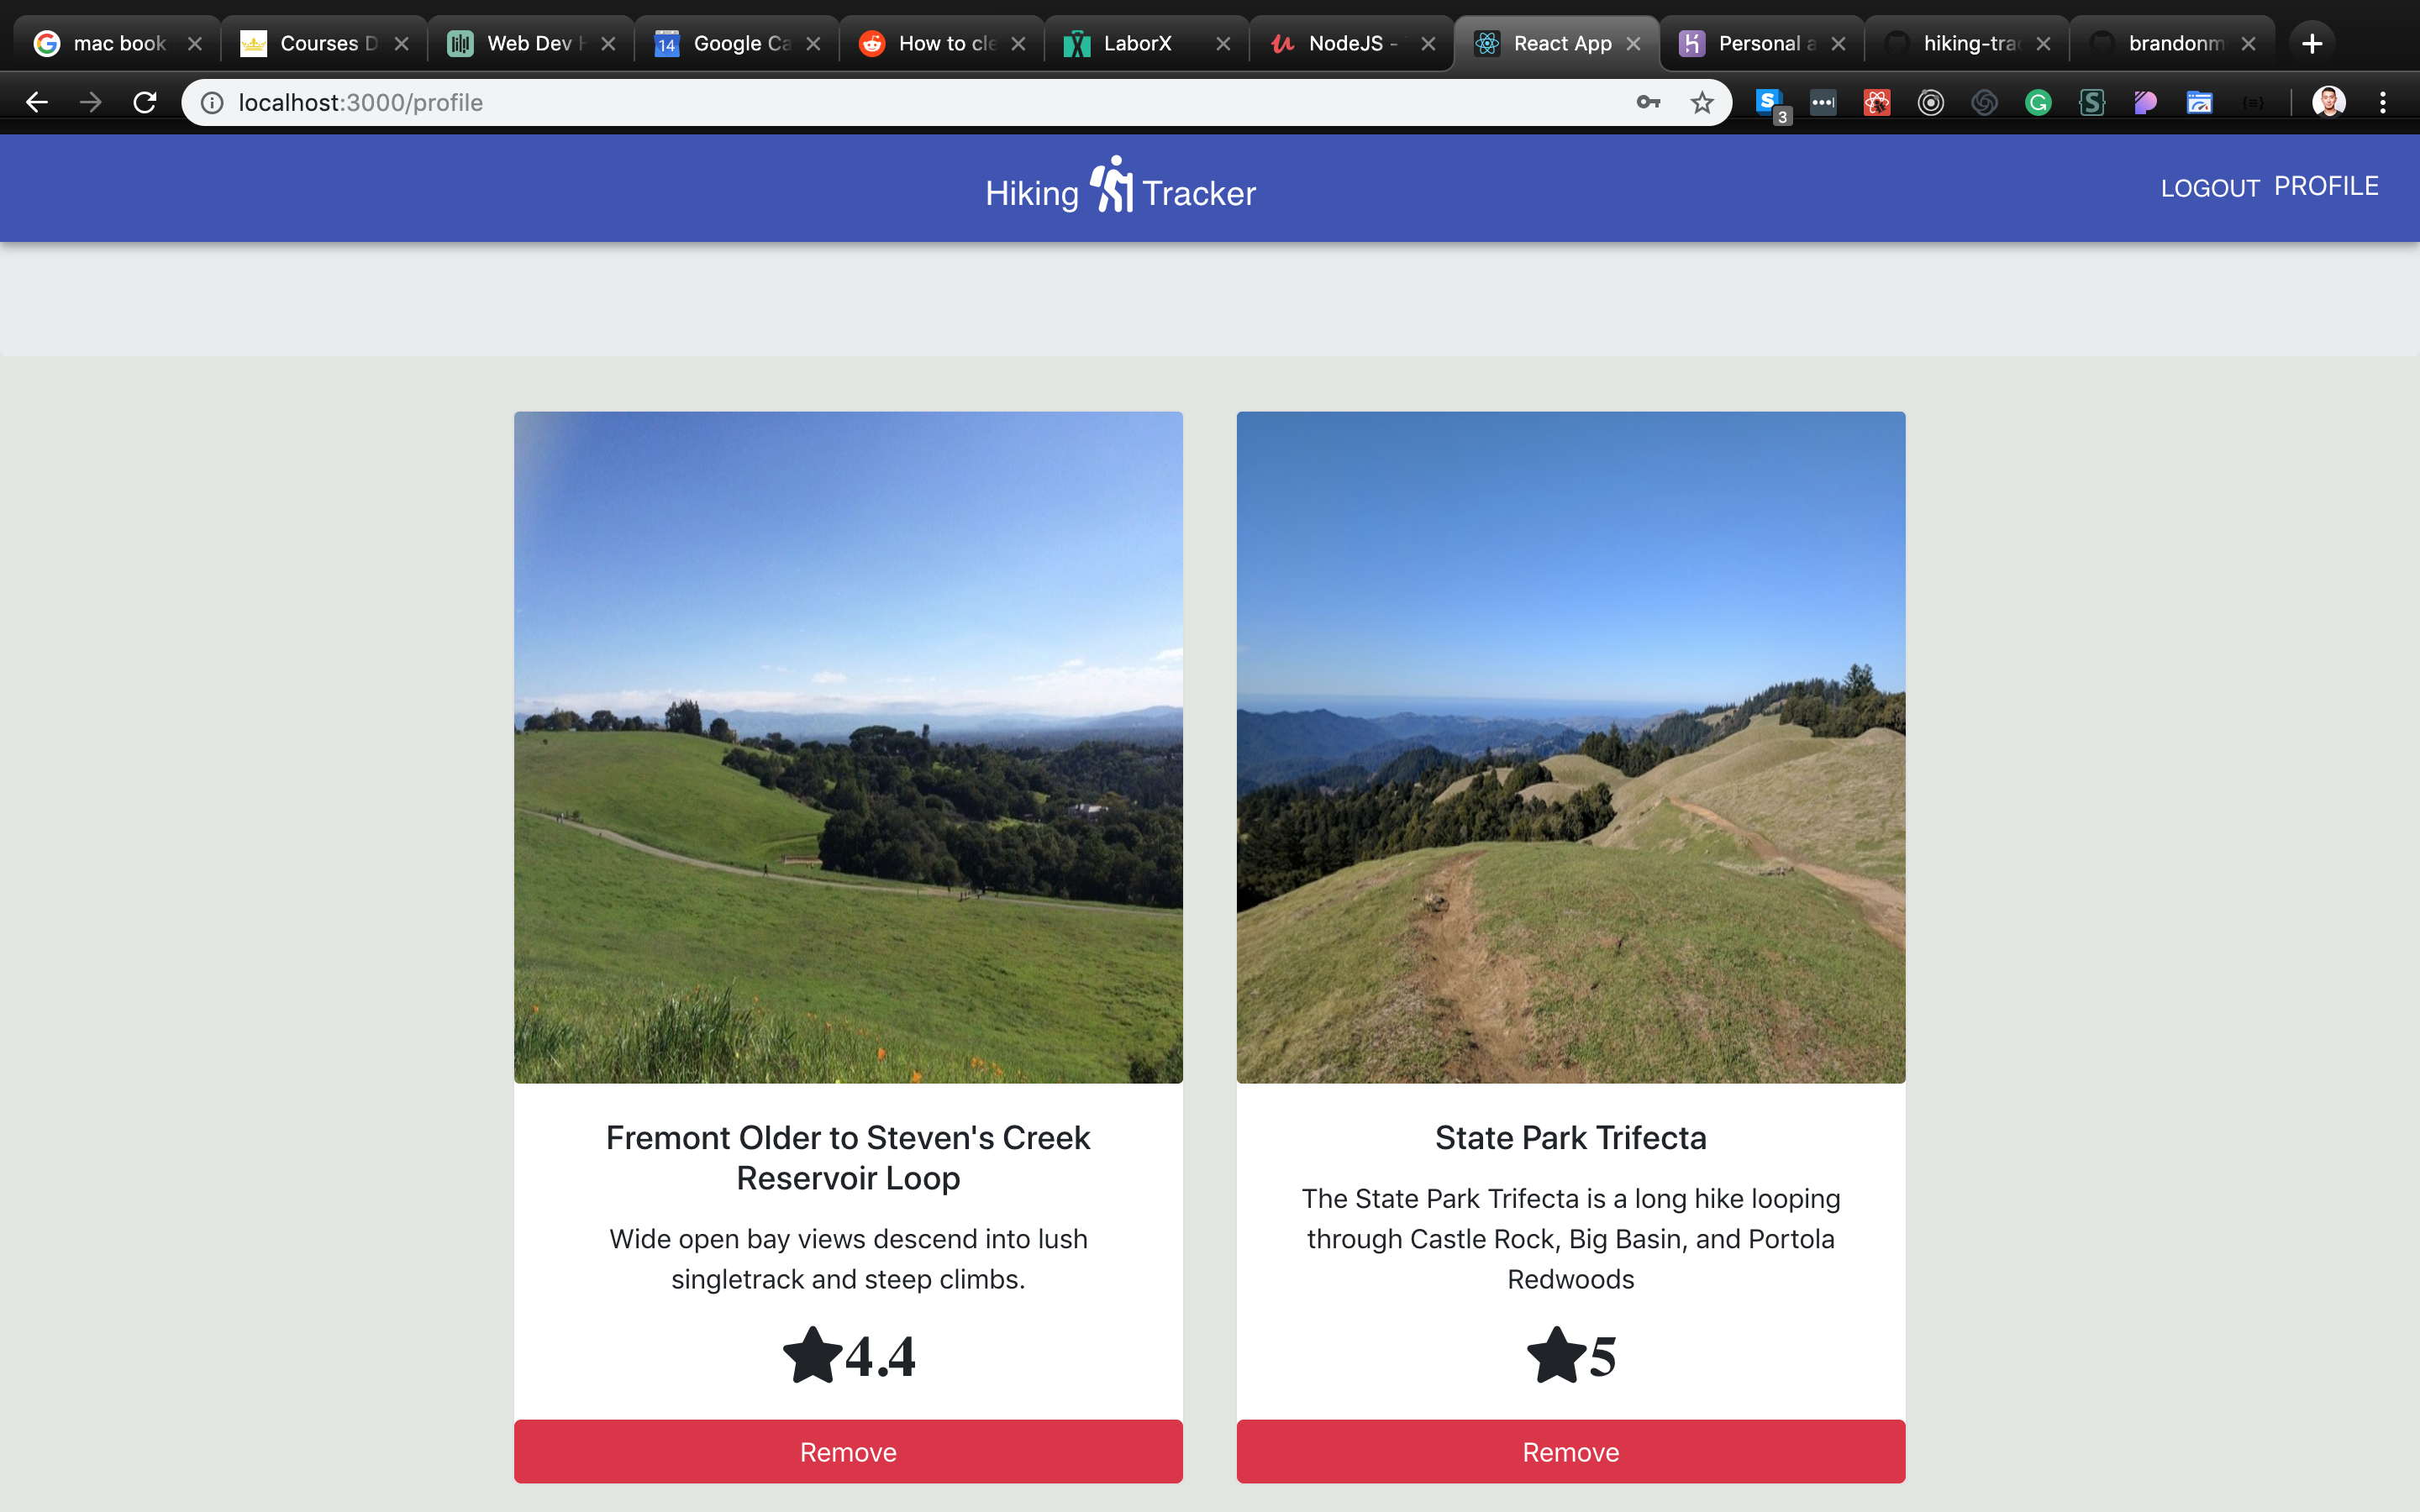 mac book
Courses D
Web Dev
Google Ca
How to cle
LaborX
NodeJS -
React App
Personal a
hiking-trac
brandonm
localhost:3000/profile
3
Hiking Tracker
LOGOUT PROFILE
Fremont Older to Steven's Creek
Reservoir Loop
Wide open bay views descend into lush
singletrack and steep climbs.
4.4
Remove
State Park Trifecta
The State Park Trifecta is a long hike looping
through Castle Rock, Big Basin, and Portola
Redwoods
5
Remove